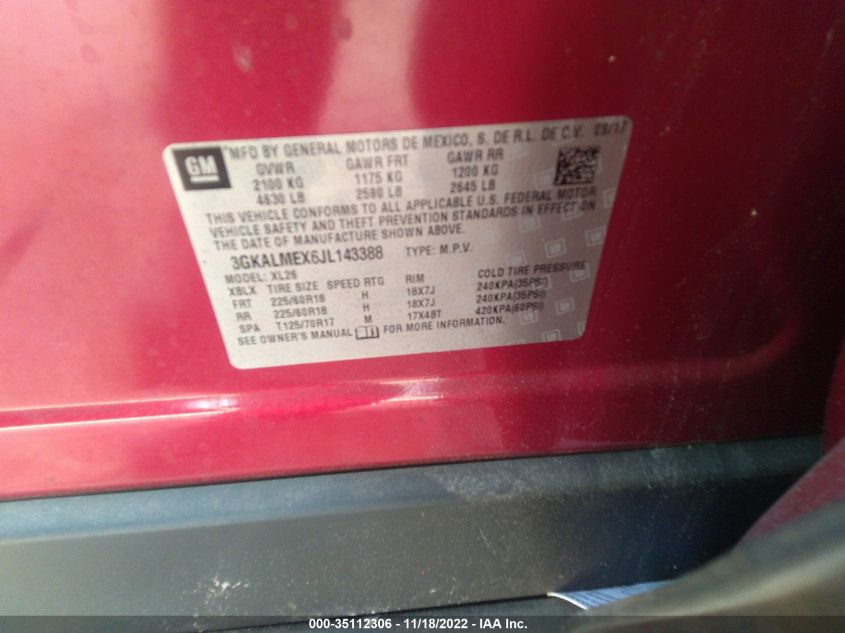 GM
*MFD BY GENERAL MOTORS DE MEXICO, S. DE R.L. DE C.V. 09/17
GVWR GAWR FRT GAWR RR
2100 KG 1175 KG 1200 KG
4630 LB 2590 LB 2645 LB
THIS VEHICLE CONFORMS TO ALL APPLICABLE U.S. FEDERAL MOTOR
VEHICLE SAFETY AND THEFT PREVENTION STANDARDS IN EFFECT ON
THE DATE OF MANUFACTURE SHOWN ABOVE.
3GKALMEX6JL143388 TYPE: M.P.V.
MODEL: XL26
XBLX TIRE SIZE SPEED RTG RIM COLD TIRE PRESSURE
FRT 225/60R18 H 18X7J 240KPA(35PSI)
RR 225/60R18 H 18X7J 240KPA(35PSI)
SPA T125/70R17 M 17X4BT 420KPA(60PSI)
SEE OWNER'S MANUAL FOR MORE INFORMATION.
000-35112306 - 11/18/2022 - IAA Inc.